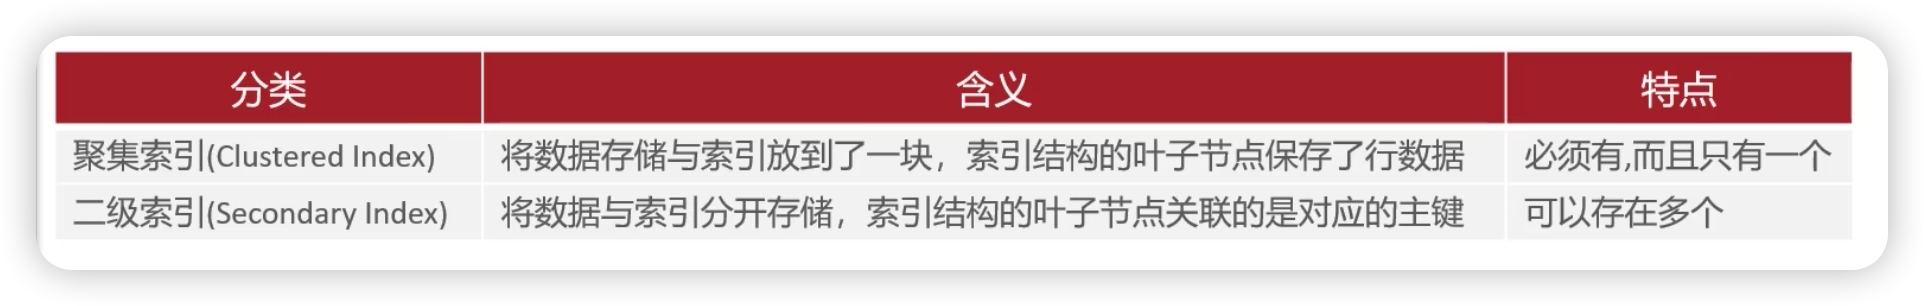 分类 含义 特点
聚集索引(Clustered Index) 将数据存储与索引放到了一块，索引结构的叶子节点保存了行数据 必须有,而且只有一个
二级索引(Secondary Index) 将数据与索引分开存储，索引结构的叶子节点关联的是对应的主键 可以存在多个